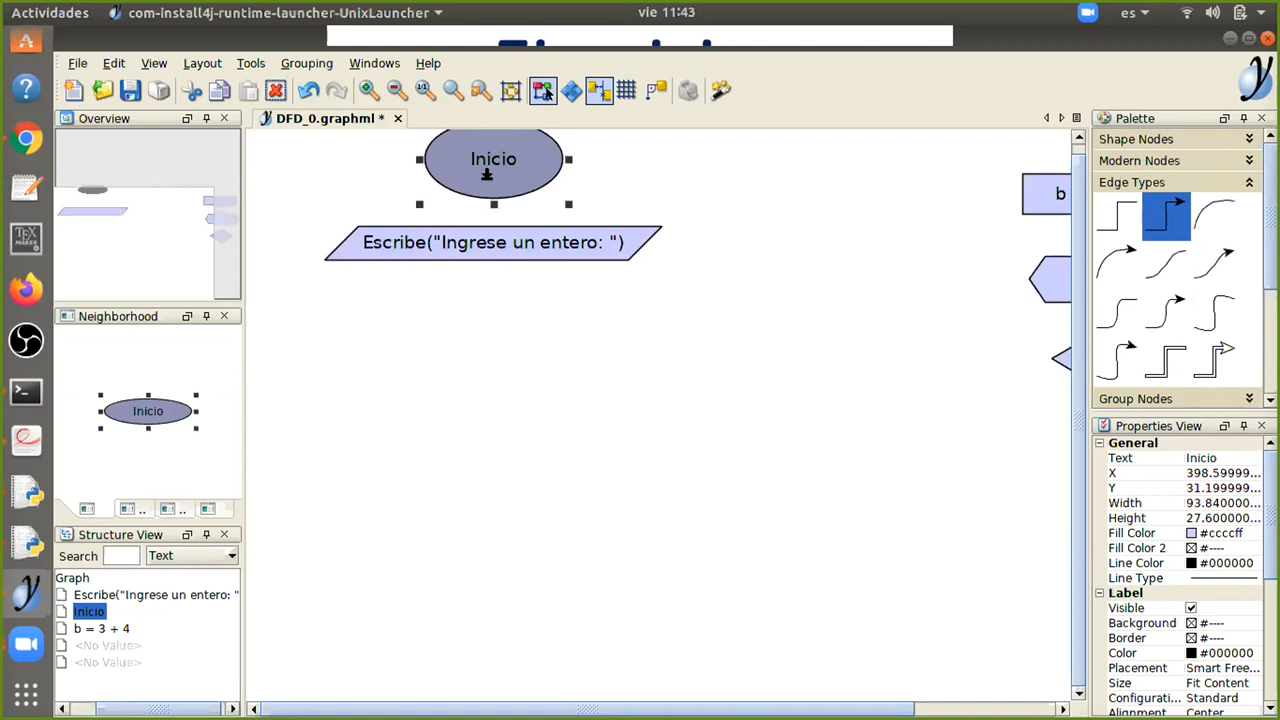 Actividades
com-install4j-runtime-launcher-UnixLauncher
vie 11:43
es
File Edit View Layout Tools Grouping Windows Help
Overview
DFD_0.graphml *
Palette
Shape Nodes
Modern Nodes
Edge Types
Inicio
b
Escribe("Ingrese un entero: ")
Neighborhood
Inicio
Group Nodes
Properties View
General
Text Inicio
X 398.59999...
Y 31.199999...
Width 93.840000...
Height 27.600000...
Fill Color #ccccff
Fill Color 2 #----
Line Color #000000
Line Type
Label
Visible
Background #----
Border #----
Color #000000
Placement Smart Free...
Size Fit Content
Configurati... Standard
Alignment Center
.. ..
Structure View
Search Text
Graph
Escribe("Ingrese un entero: "
Inicio
b = 3 + 4
<No Value>
<No Value>